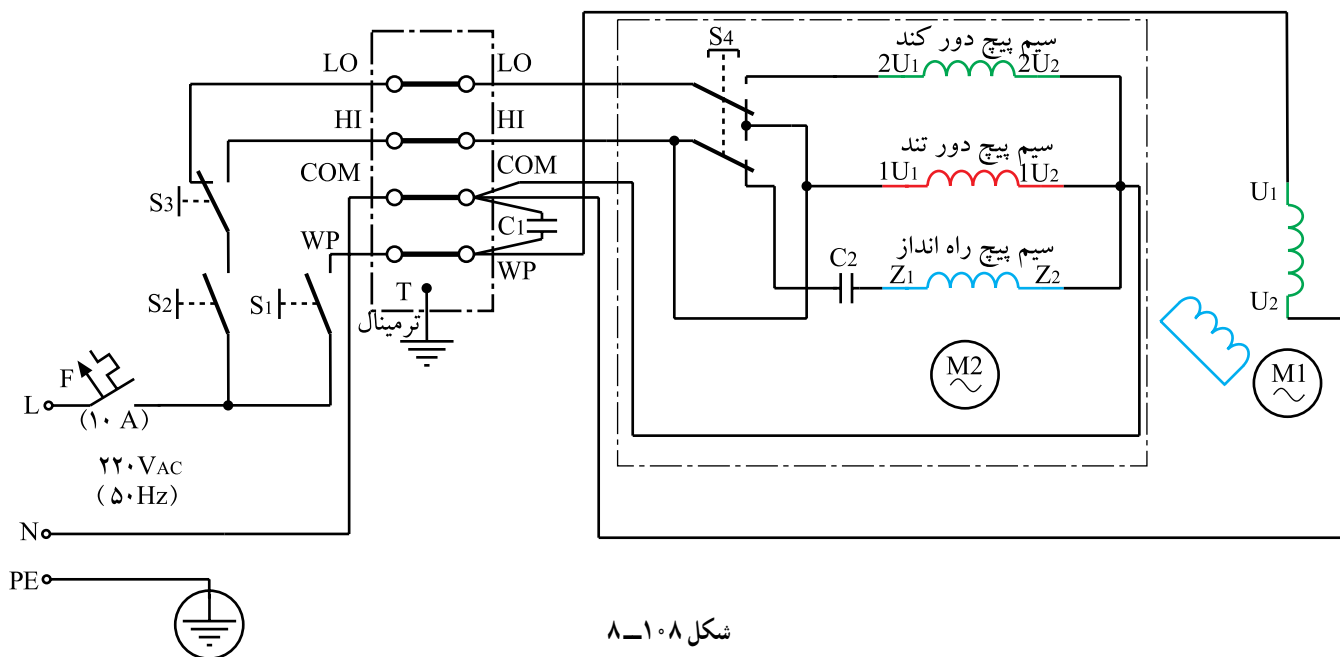 S4
سیم پیچ دور کند
2U1 2U2
LO LO
HI HI
سیم پیچ دور تند
1U1 1U2
COM COM
S3
C1
U1
WP WP
سیم پیچ راه انداز
C2 Z1 Z2
S2 S1
T
ترمینال
U2
M2
M1
F
L
(۱۰ A)
۲۲۰VAC
(۵۰Hz)
N
PE
شکل ۱۰۸ــ۸